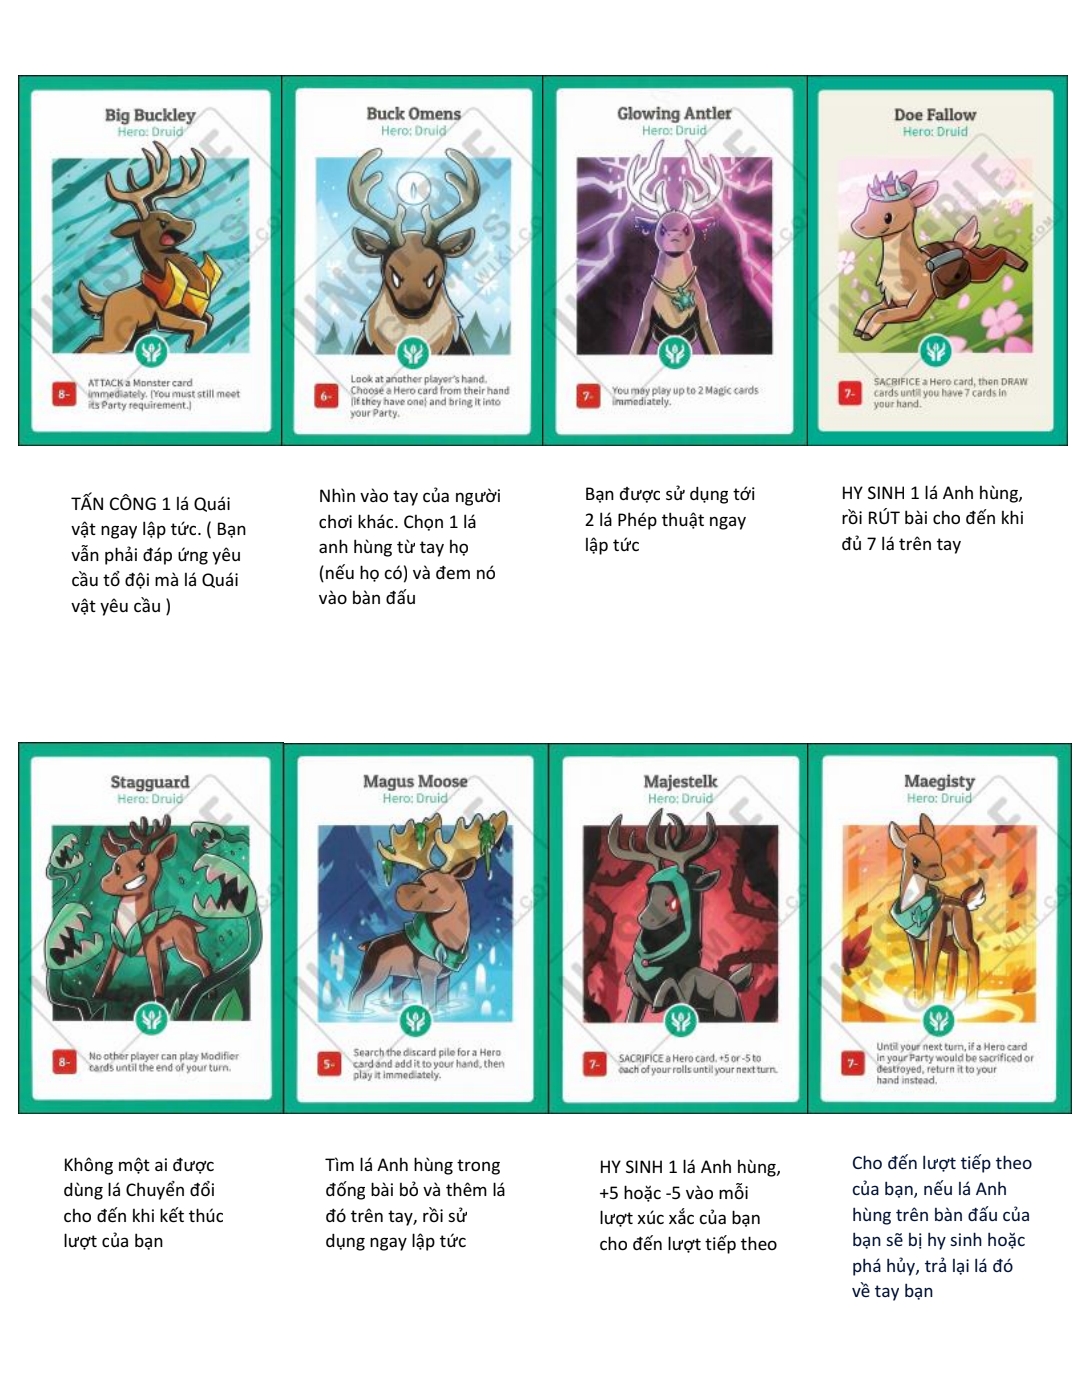 Big Buckley
Hero: Druid
8-
ATTACK a Monster card
immediately. (You must still meet
its Party requirement.)
Buck Omens
Hero: Druid
6-
Look at another player's hand.
Choose a Hero card from their hand
(if they have one) and bring it into
your Party.
Glowing Antler
Hero: Druid
7-
You may play up to 2 Magic cards
immediately.
Doe Fallow
Hero: Druid
7-
SACRIFICE a Hero card, then DRAW
cards until you have 7 cards in
your hand.
UNSTABLE
GAMES
WIKI.COM
TẤN CÔNG 1 lá Quái
vật ngay lập tức. ( Bạn
vẫn phải đáp ứng yêu
cầu tổ đội mà lá Quái
vật yêu cầu )
Nhìn vào tay của người
chơi khác. Chọn 1 lá
anh hùng từ tay họ
(nếu họ có) và đem nó
vào bàn đấu
Bạn được sử dụng tới
2 lá Phép thuật ngay
lập tức
HY SINH 1 lá Anh hùng,
rồi RÚT bài cho đến khi
đủ 7 lá trên tay
Stagguard
Hero: Druid
8-
No other player can play Modifier
cards until the end of your turn.
Magus Moose
Hero: Druid
5-
Search the discard pile for a Hero
card and add it to your hand, then
play it immediately.
Majestelk
Hero: Druid
7-
SACRIFICE a Hero card. +5 or -5 to
each of your rolls until your next turn.
Maegisty
Hero: Druid
7-
Until your next turn, if a Hero card
in your Party would be sacrificed or
destroyed, return it to your
hand instead.
Không một ai được
dùng lá Chuyển đổi
cho đến khi kết thúc
lượt của bạn
Tìm lá Anh hùng trong
đống bài bỏ và thêm lá
đó trên tay, rồi sử
dụng ngay lập tức
HY SINH 1 lá Anh hùng,
+5 hoặc -5 vào mỗi
lượt xúc xắc của bạn
cho đến lượt tiếp theo
Cho đến lượt tiếp theo
của bạn, nếu lá Anh
hùng trên bàn đấu của
bạn sẽ bị hy sinh hoặc
phá hủy, trả lại lá đó
về tay bạn